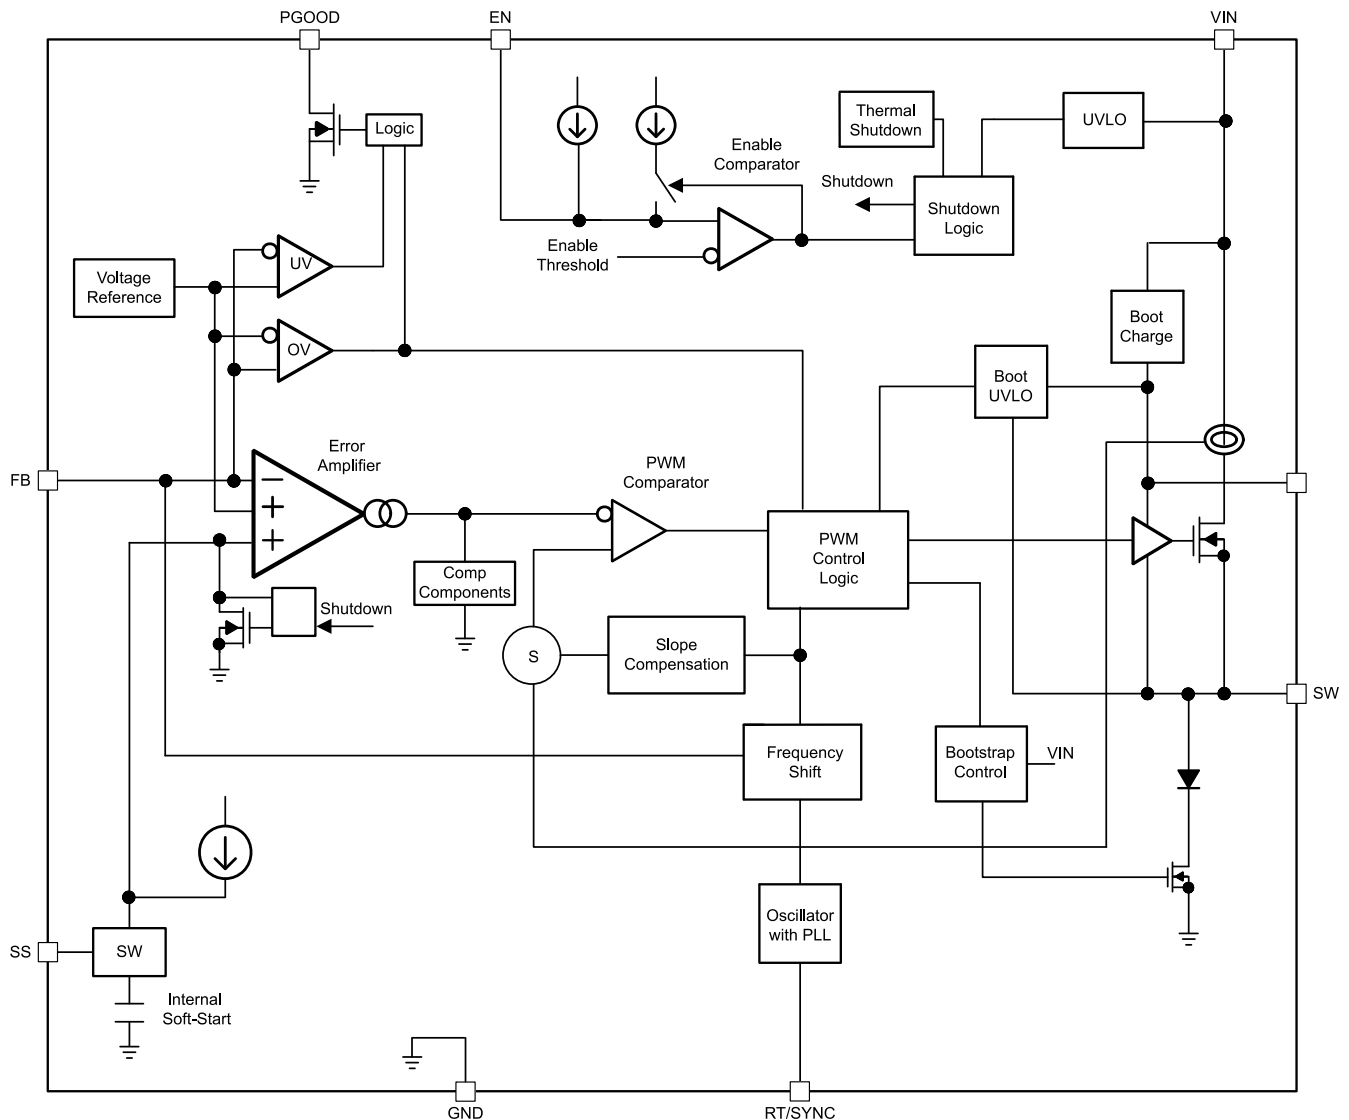 PGOOD
EN
VIN
Logic
Thermal
Shutdown
UVLO
Enable
Comparator
Shutdown
Shutdown
Logic
Enable
Threshold
Voltage
Reference
UV
OV
Boot
Charge
Boot
UVLO
FB
Error
Amplifier
−
+
+
PWM
Comparator
PWM
Control
Logic
Comp
Components
Shutdown
S
Slope
Compensation
SW
Frequency
Shift
Bootstrap
Control
VIN
Oscillator
with PLL
SS
SW
Internal
Soft-Start
GND
RT/SYNC